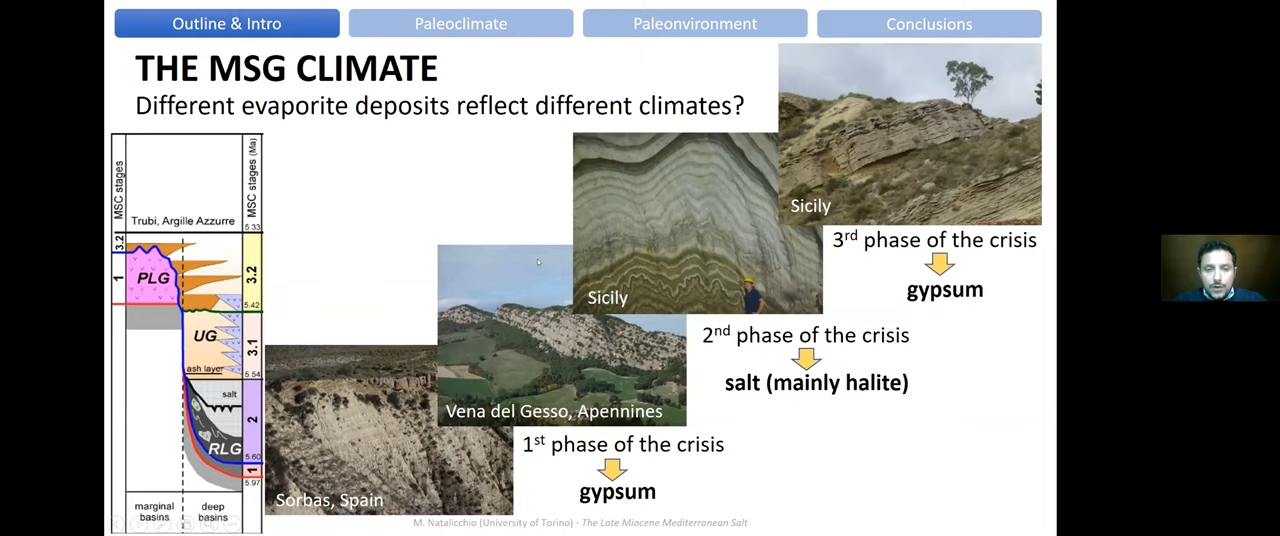 Outline & Intro
Paleoclimate
Paleonvironment
Conclusions
THE MSG CLIMATE
Different evaporite deposits reflect different climates?
MSC stages
MSC stages (Ma)
Trubi, Argille Azzurre
5.33
3.2
1
PLG
3.2
5.42
UG
3.1
ash layer
5.54
salt
2
RLG
5.60
1
5.97
marginal
basins
deep
basins
Sicily
3rd phase of the crisis
gypsum
Sicily
2nd phase of the crisis
salt (mainly halite)
Vena del Gesso, Apennines
1st phase of the crisis
gypsum
Sorbas, Spain
M. Natalicchio (University of Torino) - The Late Miocene Mediterranean Salt